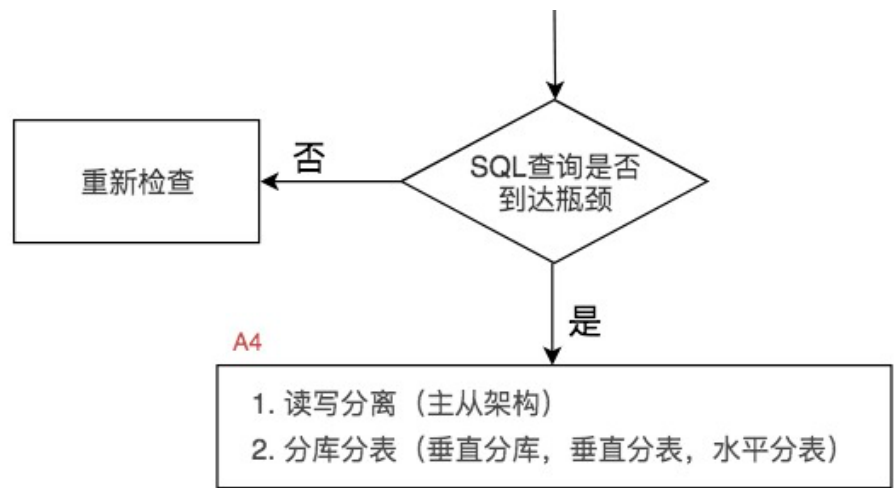 SQL查询是否
到达瓶颈
否
重新检查
是
A4
1. 读写分离（主从架构）
2. 分库分表（垂直分库，垂直分表，水平分表）